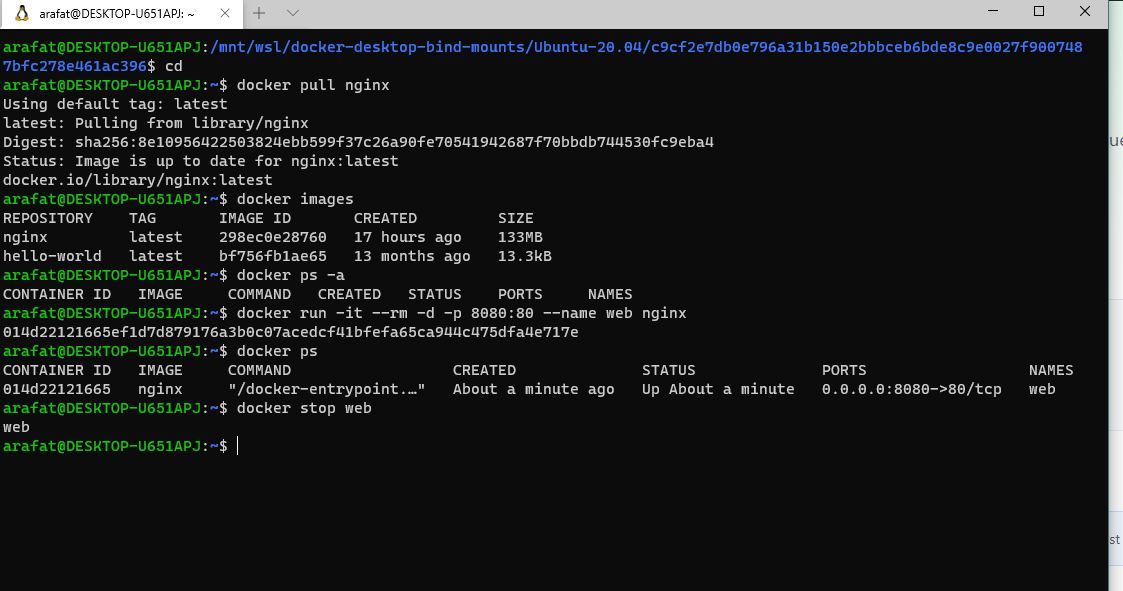 arafat@DESKTOP-U651APJ: ~
arafat@DESKTOP-U651APJ:/mnt/wsl/docker-desktop-bind-mounts/Ubuntu-20.04/c9cf2e7db0e796a31b150e2bbbceb6bde8c9e0027f900748
7bfc278e461ac396$ cd
arafat@DESKTOP-U651APJ:~$ docker pull nginx
Using default tag: latest
latest: Pulling from library/nginx
Digest: sha256:8e10956422503824ebb599f37c26a90fe70541942687f70bbdb744530fc9eba4
Status: Image is up to date for nginx:latest
docker.io/library/nginx:latest
arafat@DESKTOP-U651APJ:~$ docker images
REPOSITORY    TAG       IMAGE ID       CREATED         SIZE
nginx         latest    298ec0e28760   17 hours ago    133MB
hello-world   latest    bf756fb1ae65   13 months ago   13.3kB
arafat@DESKTOP-U651APJ:~$ docker ps -a
CONTAINER ID   IMAGE     COMMAND   CREATED   STATUS    PORTS     NAMES
arafat@DESKTOP-U651APJ:~$ docker run -it --rm -d -p 8080:80 --name web nginx
014d22121665ef1d7d879176a3b0c07acedcf41bfefa65ca944c475dfa4e717e
arafat@DESKTOP-U651APJ:~$ docker ps
CONTAINER ID   IMAGE     COMMAND                  CREATED              STATUS              PORTS                  NAMES
014d22121665   nginx     "/docker-entrypoint.…"   About a minute ago   Up About a minute   0.0.0.0:8080->80/tcp   web
arafat@DESKTOP-U651APJ:~$ docker stop web
web
arafat@DESKTOP-U651APJ:~$